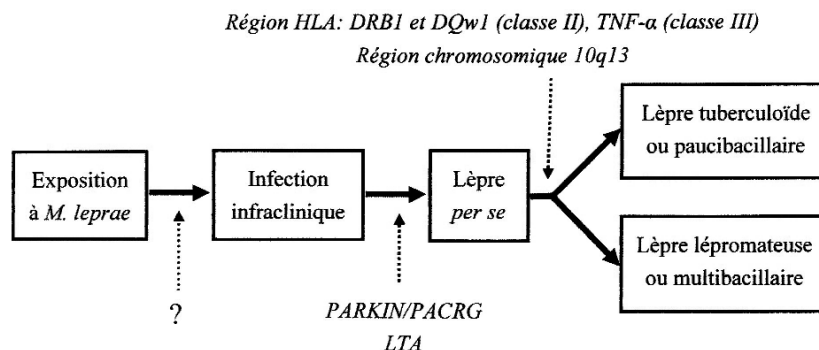 Région HLA: DRB1 et DQw1 (classe II), TNF-α (classe III)
Région chromosomique 10q13
Exposition
à M. leprae
Infection
infraclinique
Lèpre
per se
Lèpre tuberculoïde
ou paucibacillaire
Lèpre lépromateuse
ou multibacillaire
?
PARKIN/PACRG
LTA